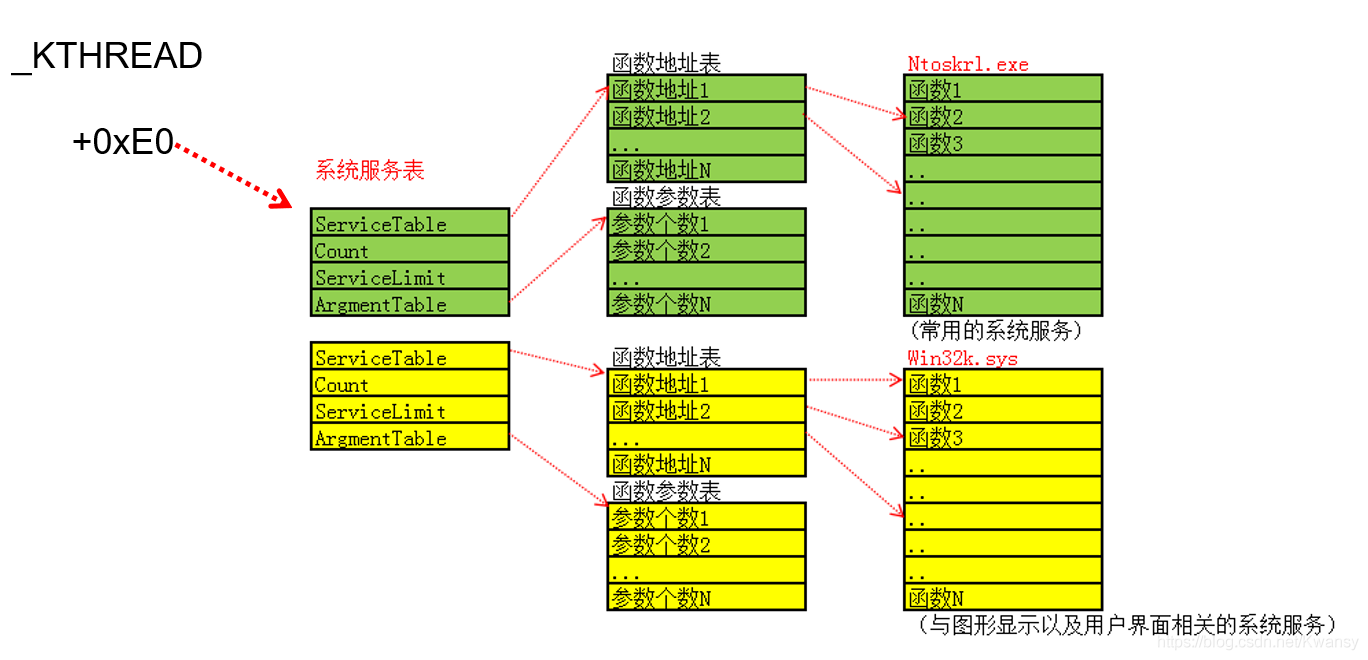 _KTHREAD
+0xE0
系统服务表
ServiceTable
Count
ServiceLimit
ArgmentTable
ServiceTable
Count
ServiceLimit
ArgmentTable
函数地址表
函数地址1
函数地址2
...
函数地址N
函数参数表
参数个数1
参数个数2
...
参数个数N
函数地址表
函数地址1
函数地址2
...
函数地址N
函数参数表
参数个数1
参数个数2
...
参数个数N
Ntoskrl.exe
函数1
函数2
函数3
..
..
..
..
..
函数N
(常用的系统服务)
Win32k.sys
函数1
函数2
函数3
..
..
..
..
..
函数N
(与图形显示以及用户界面相关的系统服务)
https://blog.csdn.net/Kwansy